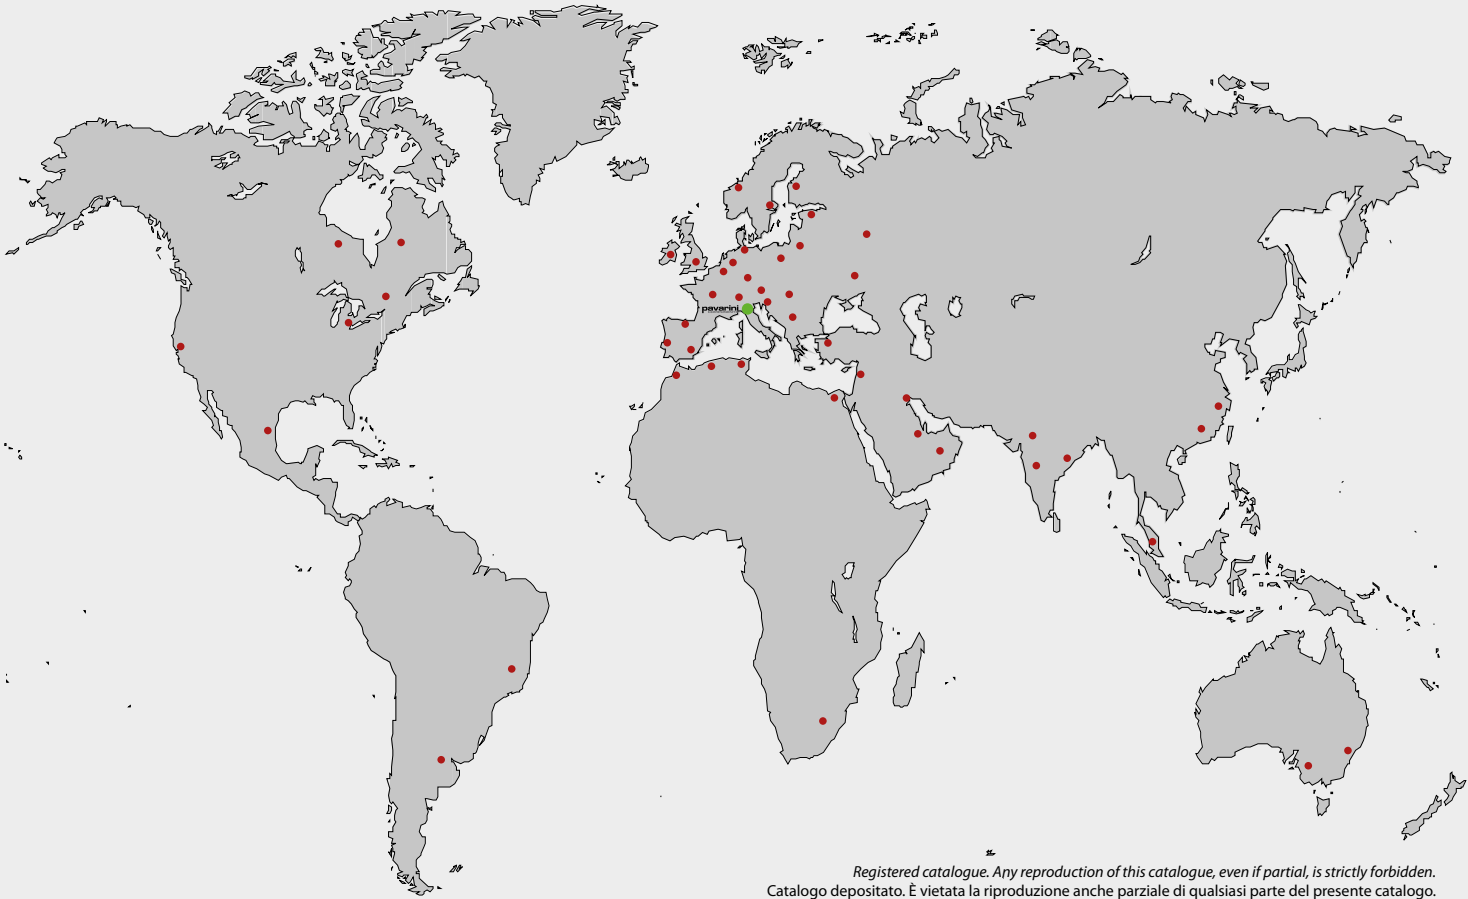 pavarini
Registered catalogue. Any reproduction of this catalogue, even if partial, is strictly forbidden.
Catalogo depositato. È vietata la riproduzione anche parziale di qualsiasi parte del presente catalogo.